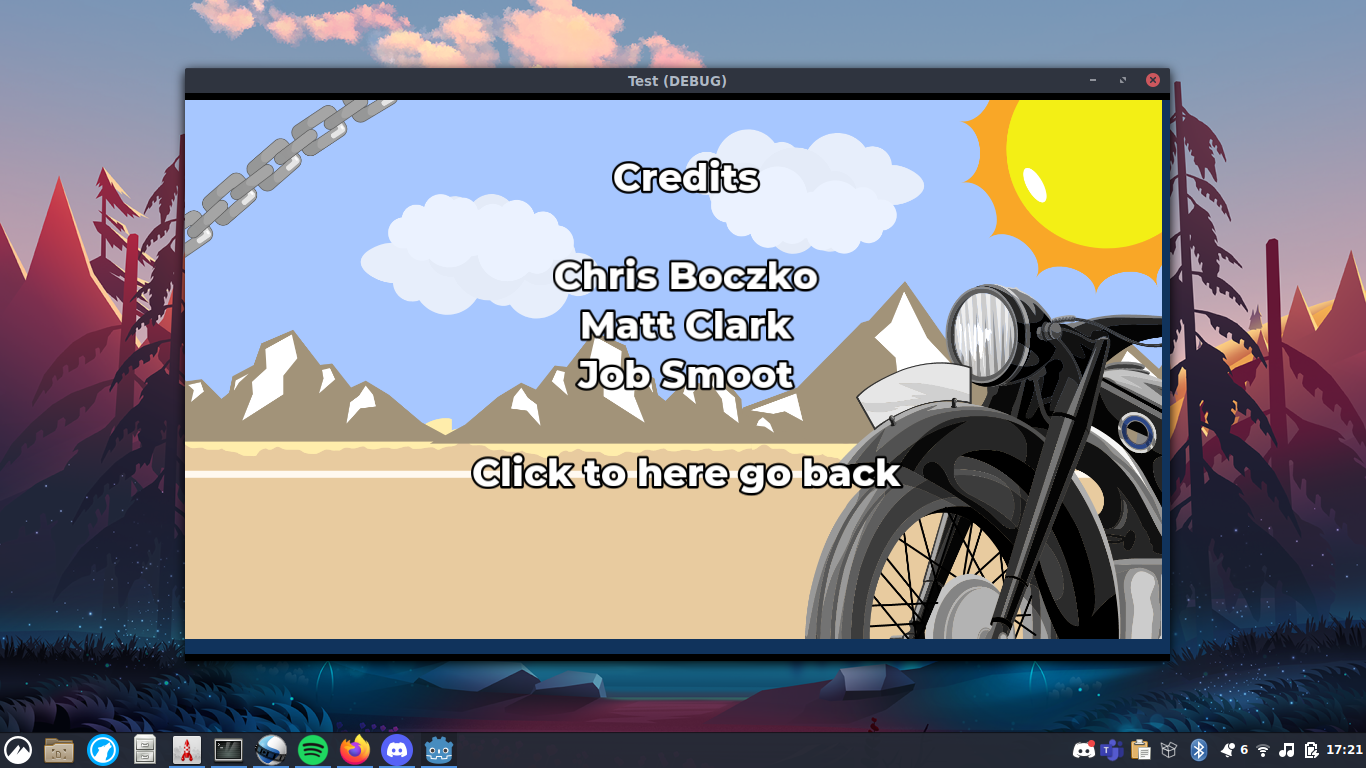 Test (DEBUG)
Credits
Chris Boczko
Matt Clark
Job Smoot
Click to here go back
6
17:21